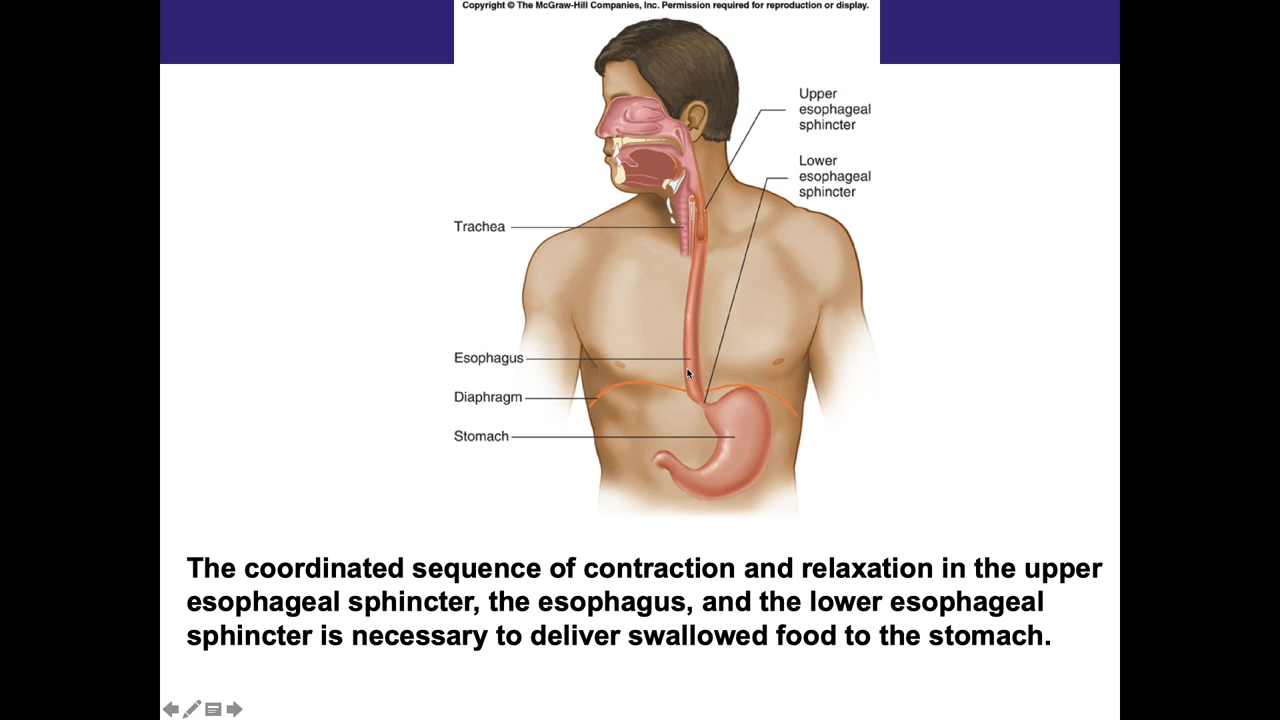 Copyright © The McGraw-Hill Companies, Inc. Permission required for reproduction or display.
Upper
esophageal
sphincter
Lower
esophageal
sphincter
Trachea
Esophagus
Diaphragm
Stomach
The coordinated sequence of contraction and relaxation in the upper
esophageal sphincter, the esophagus, and the lower esophageal
sphincter is necessary to deliver swallowed food to the stomach.